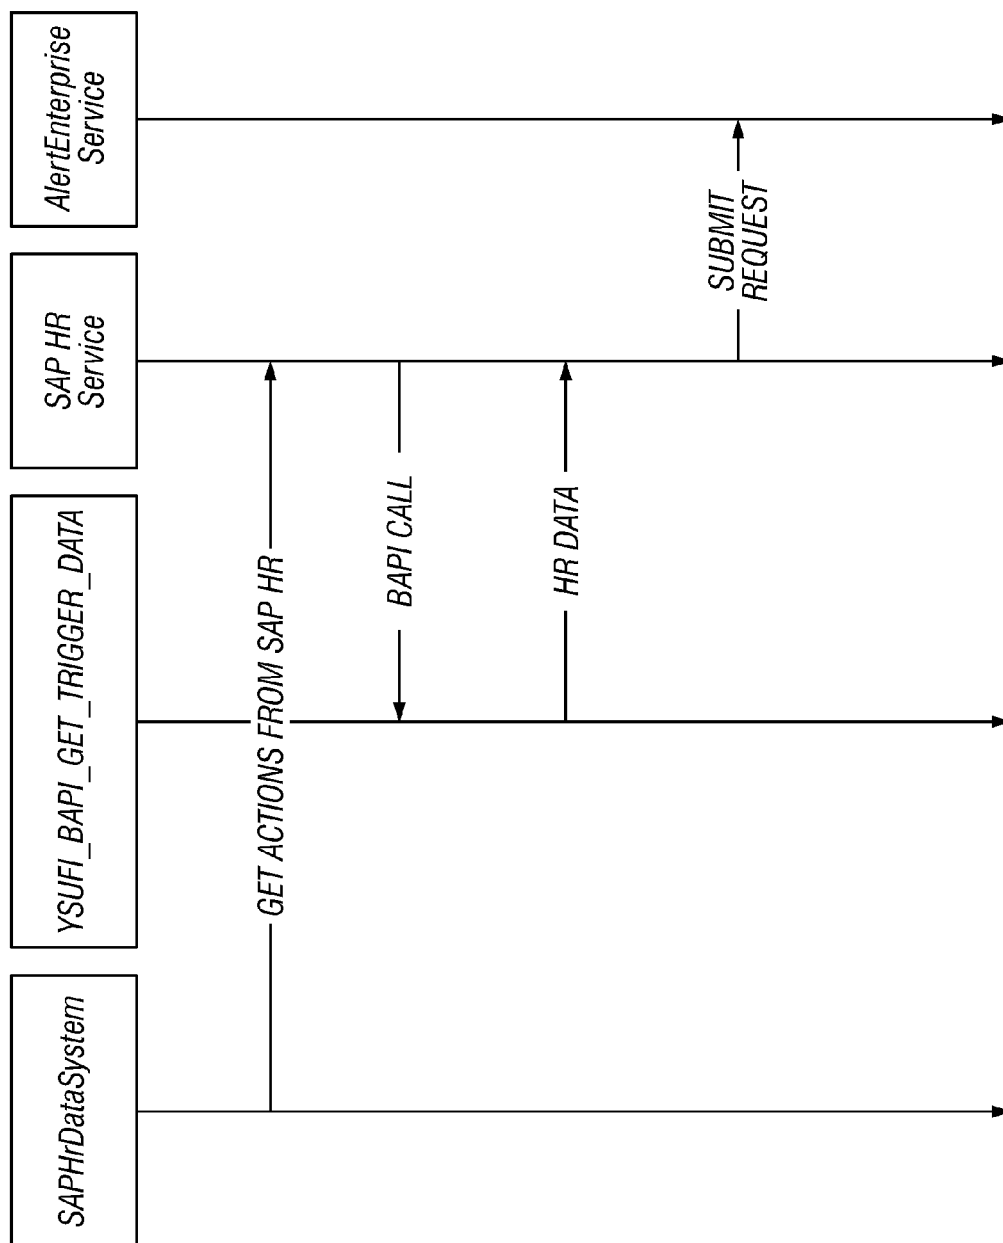 SAPHrDataSystem
YSUFI_BAPI_GET_TRIGGER_DATA
SAP HR
Service
AlertEnterprise
Service
GET ACTIONS FROM SAP HR
BAPI CALL
HR DATA
SUBMIT
REQUEST